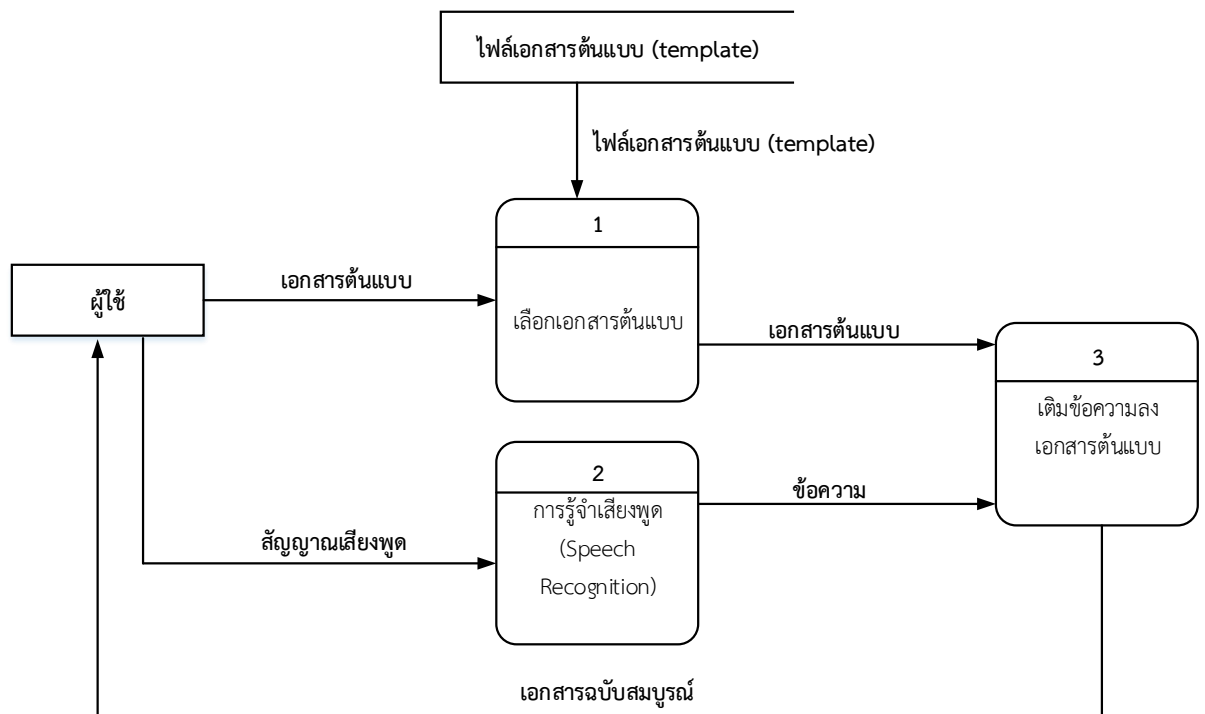 ไฟล์เอกสารต้นแบบ (template)
ไฟล์เอกสารต้นแบบ (template)
1
เลือกเอกสารต้นแบบ
ผู้ใช้
เอกสารต้นแบบ
เอกสารต้นแบบ
3
เติมข้อความลง
เอกสารต้นแบบ
2
การรู้จำเสียงพูด
(Speech
Recognition)
ข้อความ
สัญญาณเสียงพูด
เอกสารฉบับสมบูรณ์